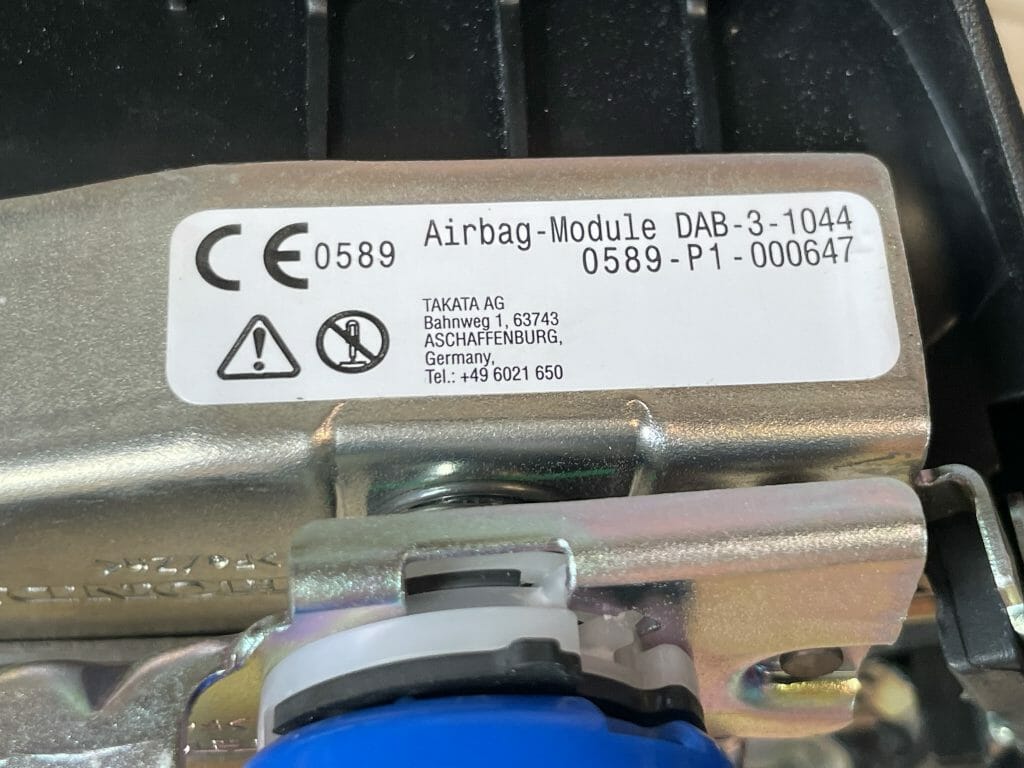 CE 0589
Airbag-Module DAB-3-1044
0589-P1-000647
TAKATA AG
Bahnweg 1, 63743
ASCHAFFENBURG,
Germany,
Tel.: +49 6021 650